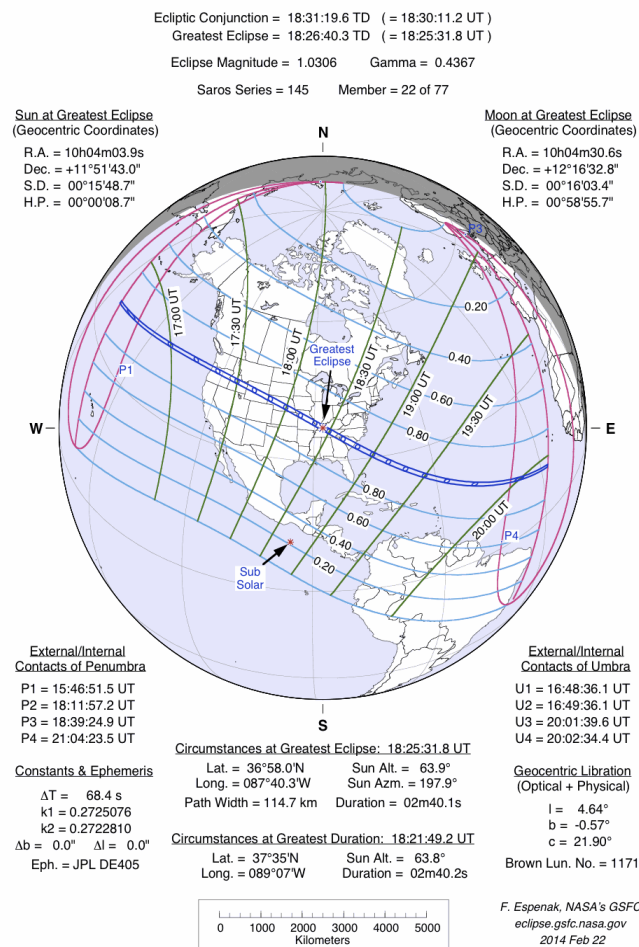 Ecliptic Conjunction = 18:31:19.6 TD ( = 18:30:11.2 UT )
Greatest Eclipse = 18:26:40.3 TD ( = 18:25:31.8 UT )
Eclipse Magnitude = 1.0306 Gamma = 0.4367
Saros Series = 145 Member = 22 of 77
Sun at Greatest Eclipse
(Geocentric Coordinates)
R.A. = 10h04m03.9s
Dec. = +11°51'43.0"
S.D. = 00°15'48.7"
H.P. = 00°00'08.7"
Moon at Greatest Eclipse
(Geocentric Coordinates)
R.A. = 10h04m30.6s
Dec. = +12°16'32.8"
S.D. = 00°16'03.4"
H.P. = 00°58'55.7"
N
P3
17:00 UT
17:30 UT
18:00 UT
18:30 UT
19:00 UT
19:30 UT
20:00 UT
0.20
0.40
0.60
0.80
Greatest
Eclipse
P1
W
E
0.80
0.60
0.40
0.20
P4
Sub
Solar
S
External/Internal
Contacts of Penumbra
P1 = 15:46:51.5 UT
P2 = 18:11:57.2 UT
P3 = 18:39:24.9 UT
P4 = 21:04:23.5 UT
External/Internal
Contacts of Umbra
U1 = 16:48:36.1 UT
U2 = 16:49:36.1 UT
U3 = 20:01:39.6 UT
U4 = 20:02:34.4 UT
Constants & Ephemeris
ΔT = 68.4 s
k1 = 0.2725076
k2 = 0.2722810
Δb = 0.0" Δl = 0.0"
Eph. = JPL DE405
Circumstances at Greatest Eclipse: 18:25:31.8 UT
Lat. = 36°58.0'N Sun Alt. = 63.9°
Long. = 087°40.3'W Sun Azm. = 197.9°
Path Width = 114.7 km Duration = 02m40.1s
Circumstances at Greatest Duration: 18:21:49.2 UT
Lat. = 37°35'N Sun Alt. = 63.8°
Long. = 089°07'W Duration = 02m40.2s
Geocentric Libration
(Optical + Physical)
l = 4.64°
b = -0.57°
c = 21.90°
Brown Lun. No. = 1171
0 1000 2000 3000 4000 5000
Kilometers
F. Espenak, NASA's GSFC
eclipse.gsfc.nasa.gov
2014 Feb 22